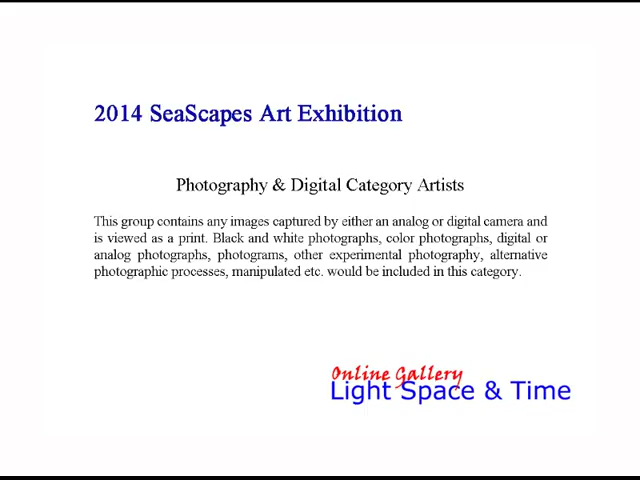 2014 SeaScapes Art Exhibition
Photography & Digital Category Artists
This group contains any images captured by either an analog or digital camera and
is viewed as a print. Black and white photographs, color photographs, digital or
analog photographs, photograms, other experimental photography, alternative
photographic processes, manipulated etc. would be included in this category.
Online Gallery
Light Space & Time